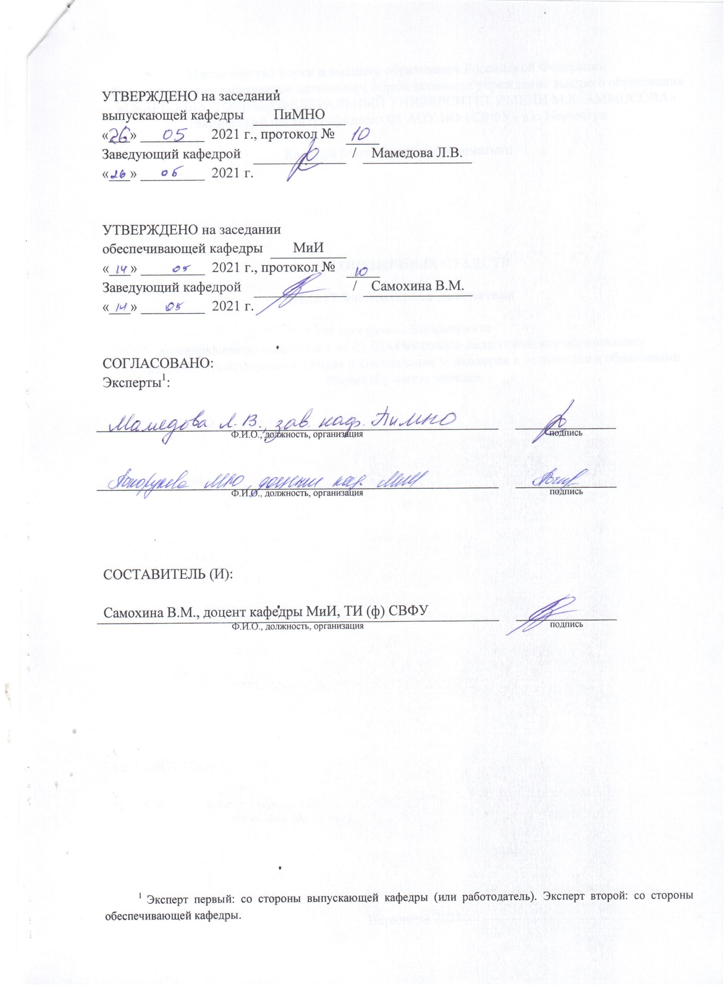 УТВЕРЖДЕНО на заседаний
выпускающей кафедры ПиМНО
«26» 05 2021 г., протокол № 10
Заведующий кафедрой / Мамедова Л.В.
«26» 05 2021 г.
УТВЕРЖДЕНО на заседании
обеспечивающей кафедры МиИ
«14» 05 2021 г., протокол № 10
Заведующий кафедрой / Самохина В.М.
«14» 05 2021 г.
СОГЛАСОВАНО:
Эксперты¹:
Мамедова Л.В., зав. каф. ПиМНО
Ф.И.О., должность, организация подпись
М.Ю., доцент каф. МиИ
Ф.И.О., должность, организация подпись
СОСТАВИТЕЛЬ (И):
Самохина В.М., доцент кафедры МиИ, ТИ (ф) СВФУ
Ф.И.О., должность, организация подпись
¹ Эксперт первый: со стороны выпускающей кафедры (или работодатель). Эксперт второй: со стороны
обеспечивающей кафедры.